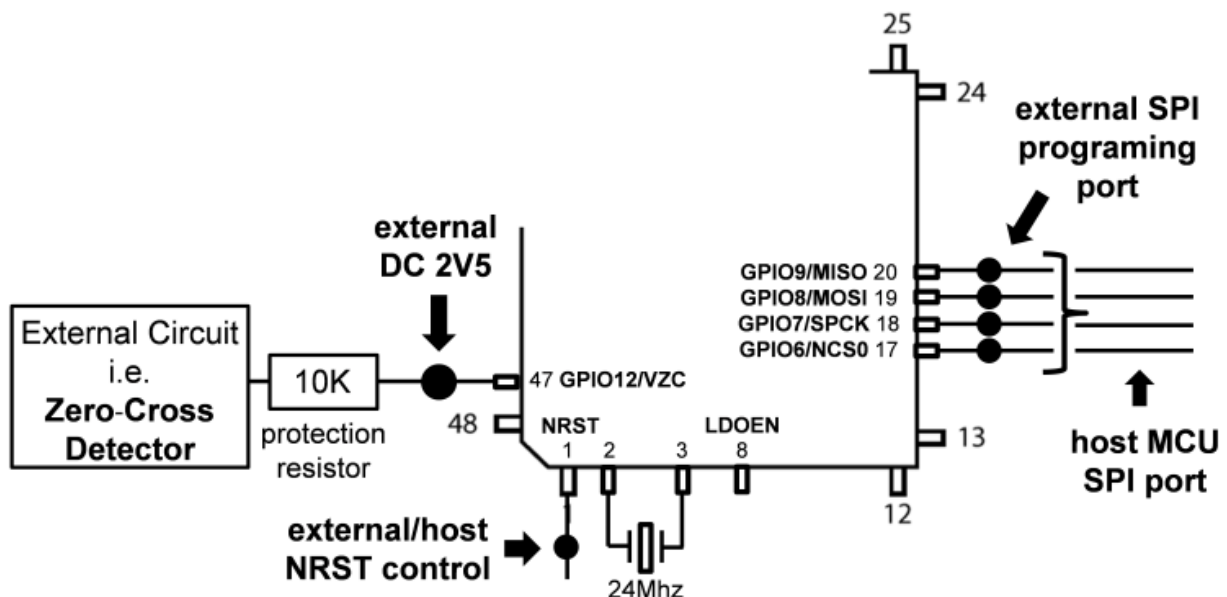 25
24
external SPI
programing
port
external
DC 2V5
GPIO9/MISO 20
GPIO8/MOSI 19
GPIO7/SPCK 18
GPIO6/NCS0 17
External Circuit
i.e.
Zero-Cross
Detector
10K
protection
resistor
47 GPIO12/VZC
48
NRST
LDOEN
1
2
3
8
13
12
host MCU
SPI port
1
external/host
NRST control
24Mhz